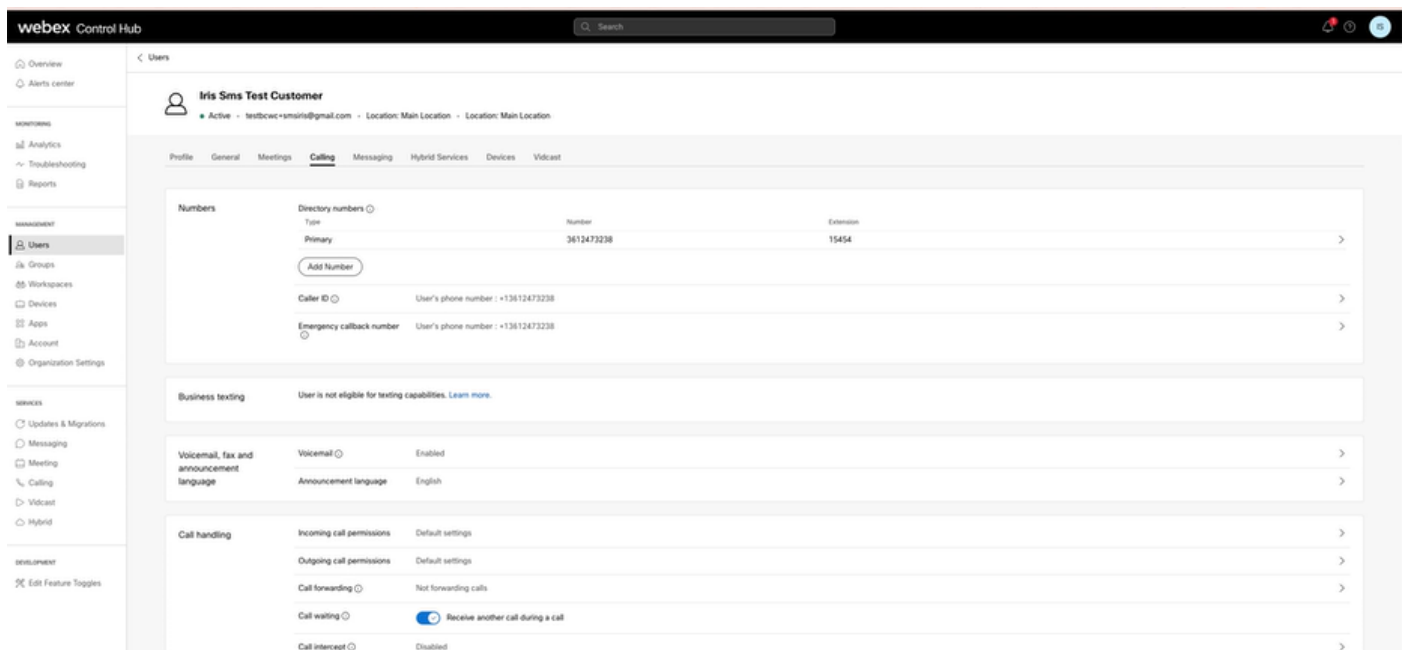 webex Control Hub
Search
1
IS
Overview
Alerts center
MONITORING
Analytics
Troubleshooting
Reports
MANAGEMENT
Users
Groups
Workspaces
Devices
Apps
Account
Organization Settings
SERVICES
Updates & Migrations
Messaging
Meeting
Calling
Vidcast
Hybrid
DEVELOPMENT
Edit Feature Toggles
Users
Iris Sms Test Customer
Active • testbcwc+smsiris@gmail.com • Location: Main Location • Location: Main Location
Profile General Meetings Calling Messaging Hybrid Services Devices Vidcast
Numbers
Directory numbers
Type Number Extension
Primary 3612473238 15454
Add Number
Caller ID User's phone number : +13612473238
Emergency callback number User's phone number : +13612473238
Business texting User is not eligible for texting capabilities. Learn more.
Voicemail, fax and
announcement
language
Voicemail Enabled
Announcement language English
Call handling
Incoming call permissions Default settings
Outgoing call permissions Default settings
Call forwarding Not forwarding calls
Call waiting Receive another call during a call
Call intercept Disabled